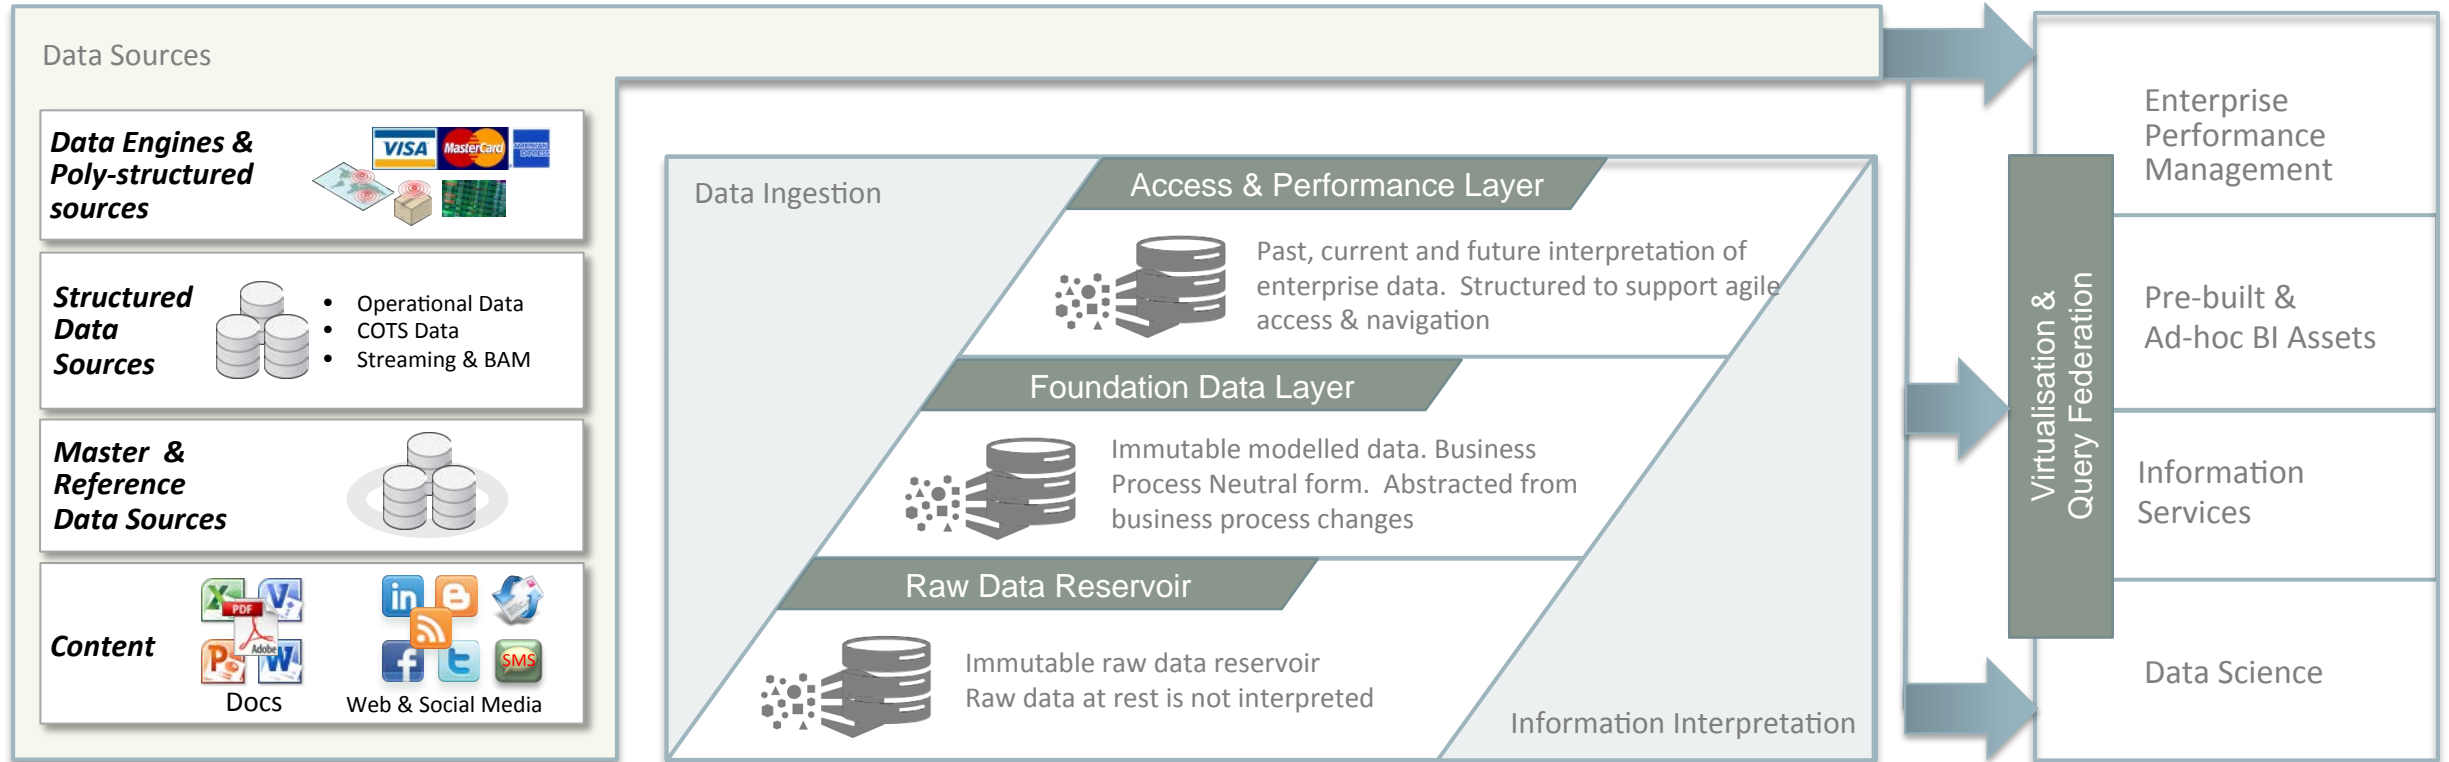 Data Sources
Data Engines &
Poly-structured
sources
VISA
MasterCard
AMERICAN
EXPRESS
Structured
Data
Sources
• Operational Data
• COTS Data
• Streaming & BAM
Master &
Reference
Data Sources
Content
PDF
Adobe
Docs
in
f
t
SMS
Web & Social Media
Data Ingestion
Access & Performance Layer
Past, current and future interpretation of
enterprise data. Structured to support agile
access & navigation
Foundation Data Layer
Immutable modelled data. Business
Process Neutral form. Abstracted from
business process changes
Raw Data Reservoir
Immutable raw data reservoir
Raw data at rest is not interpreted
Information Interpretation
Virtualisation &
Query Federation
Enterprise
Performance
Management
Pre-built &
Ad-hoc BI Assets
Information
Services
Data Science